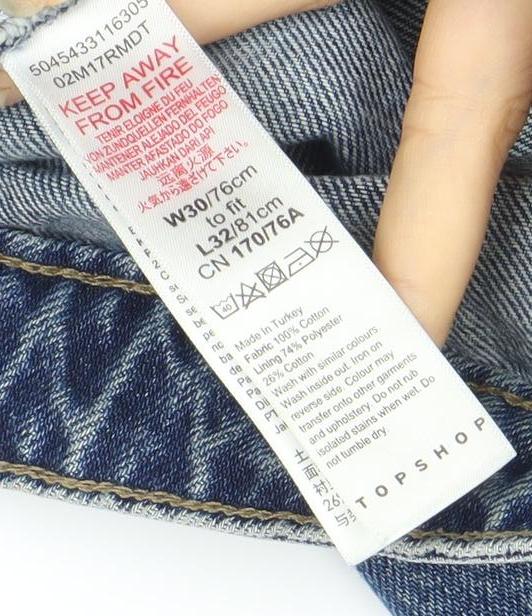 5045433116305
02M17RMDT
KEEP AWAY
FROM FIRE
TENIR ELOIGNE DU FEU
VON ZUNDQUELLEN FERNHALTEN
MANTENER ALEJADO DEL FUEGO
MANTER AFASTADO DO FOGO
JAUHKAN DARI API
远离火源
火気から遠ざけて下さい。
W30/76cm
to fit
L32/81cm
CN 170/76A
40
Made in Turkey
Fabric 100% Cotton
Lining 74% Polyester
26% Cotton
Wash with similar colours.
Wash inside out. Iron on
reverse side. Colour may
transfer onto other garments
and upholstery. Do not rub
isolated stains when wet. Do
not tumble dry.
TOPSHOP